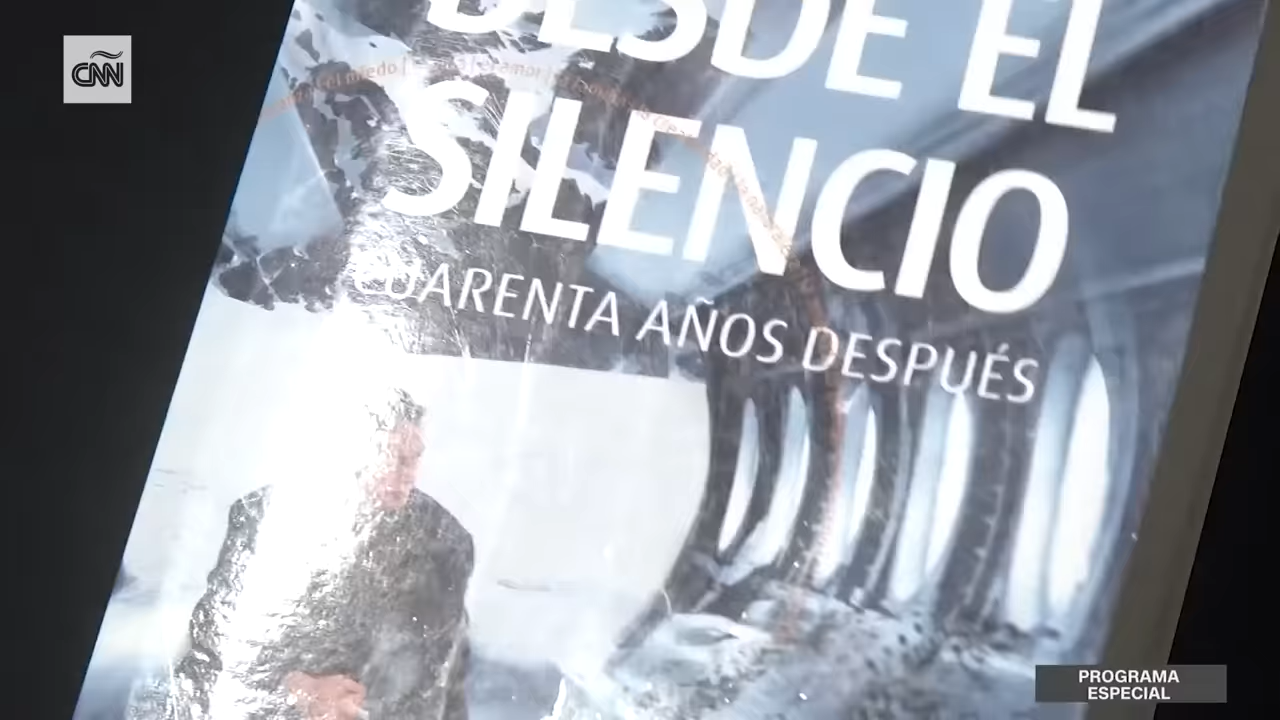 CNN
DESDE EL
SILENCIO
CUARENTA AÑOS DESPUÉS
PROGRAMA
ESPECIAL